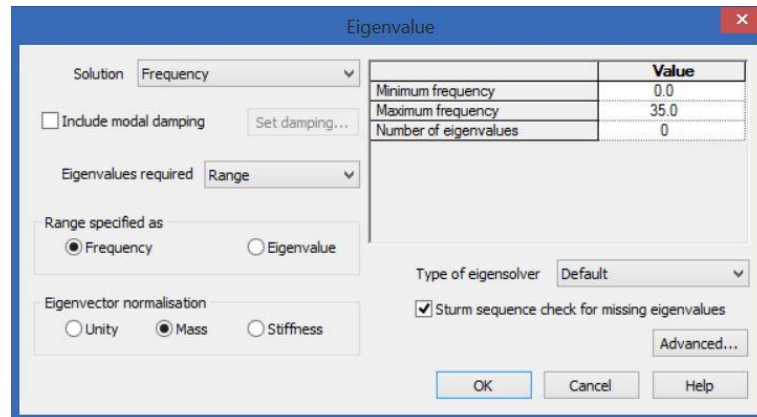 Eigenvalue
Solution Frequency
Include modal damping Set damping...
Eigenvalues required Range
Range specified as
Frequency Eigenvalue
Eigenvector normalisation
Unity Mass Stiffness
Value
Minimum frequency 0.0
Maximum frequency 35.0
Number of eigenvalues 0
Type of eigensolver Default
Sturm sequence check for missing eigenvalues
Advanced...
OK Cancel Help